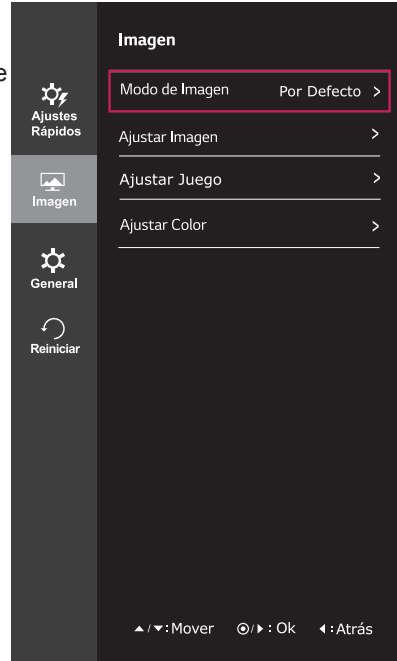 e
Imagen
Modo de Imagen Por Defecto >
Ajustar Imagen >
Ajustar Juego >
Ajustar Color >
Ajustes
Rápidos
Imagen
General
Reiniciar
▲/▼:Mover ⦿/▶:Ok ◀:Atrás